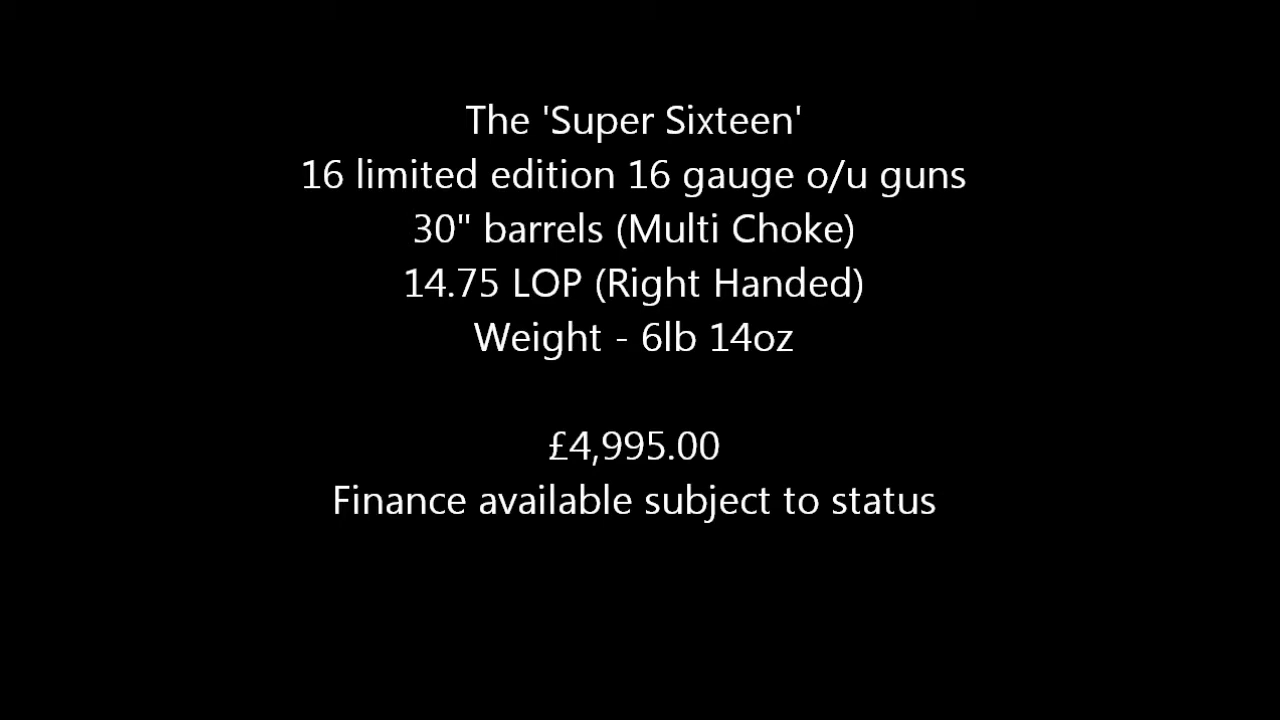 The 'Super Sixteen'
16 limited edition 16 gauge o/u guns
30" barrels (Multi Choke)
14.75 LOP (Right Handed)
Weight - 6lb 14oz
£4,995.00
Finance available subject to status